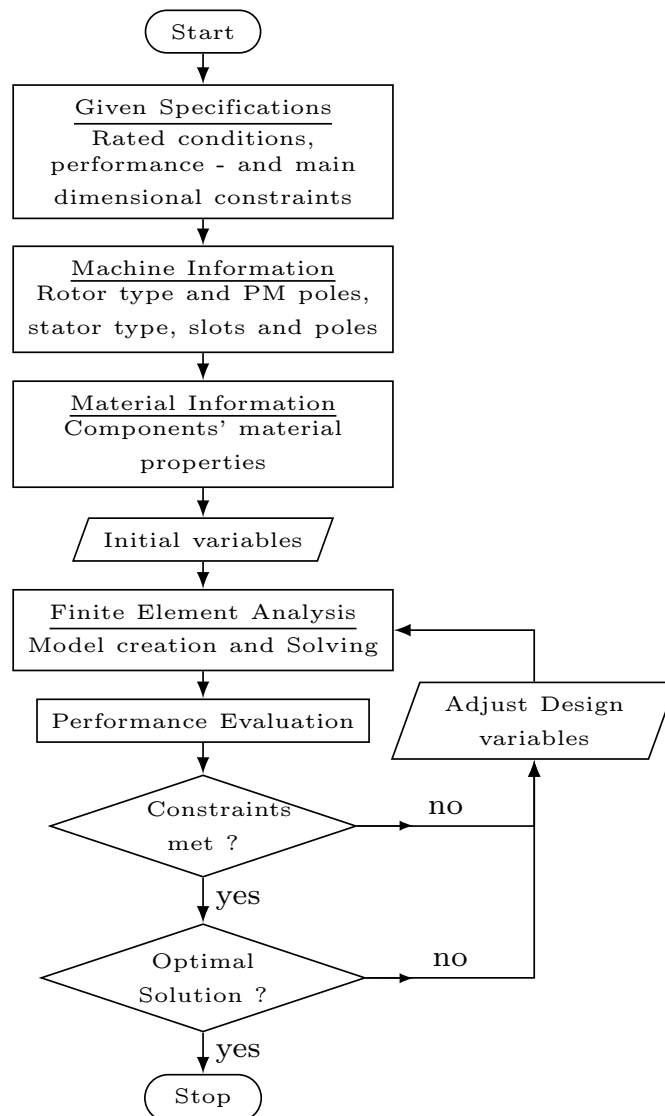 Start
Given Specifications
Rated conditions,
performance - and main
dimensional constraints
Machine Information
Rotor type and PM poles,
stator type, slots and poles
Material Information
Components’ material
properties
Initial variables
Finite Element Analysis
Model creation and Solving
Performance Evaluation
Adjust Design
variables
Constraints
met ?
no
yes
Optimal
Solution ?
no
yes
Stop